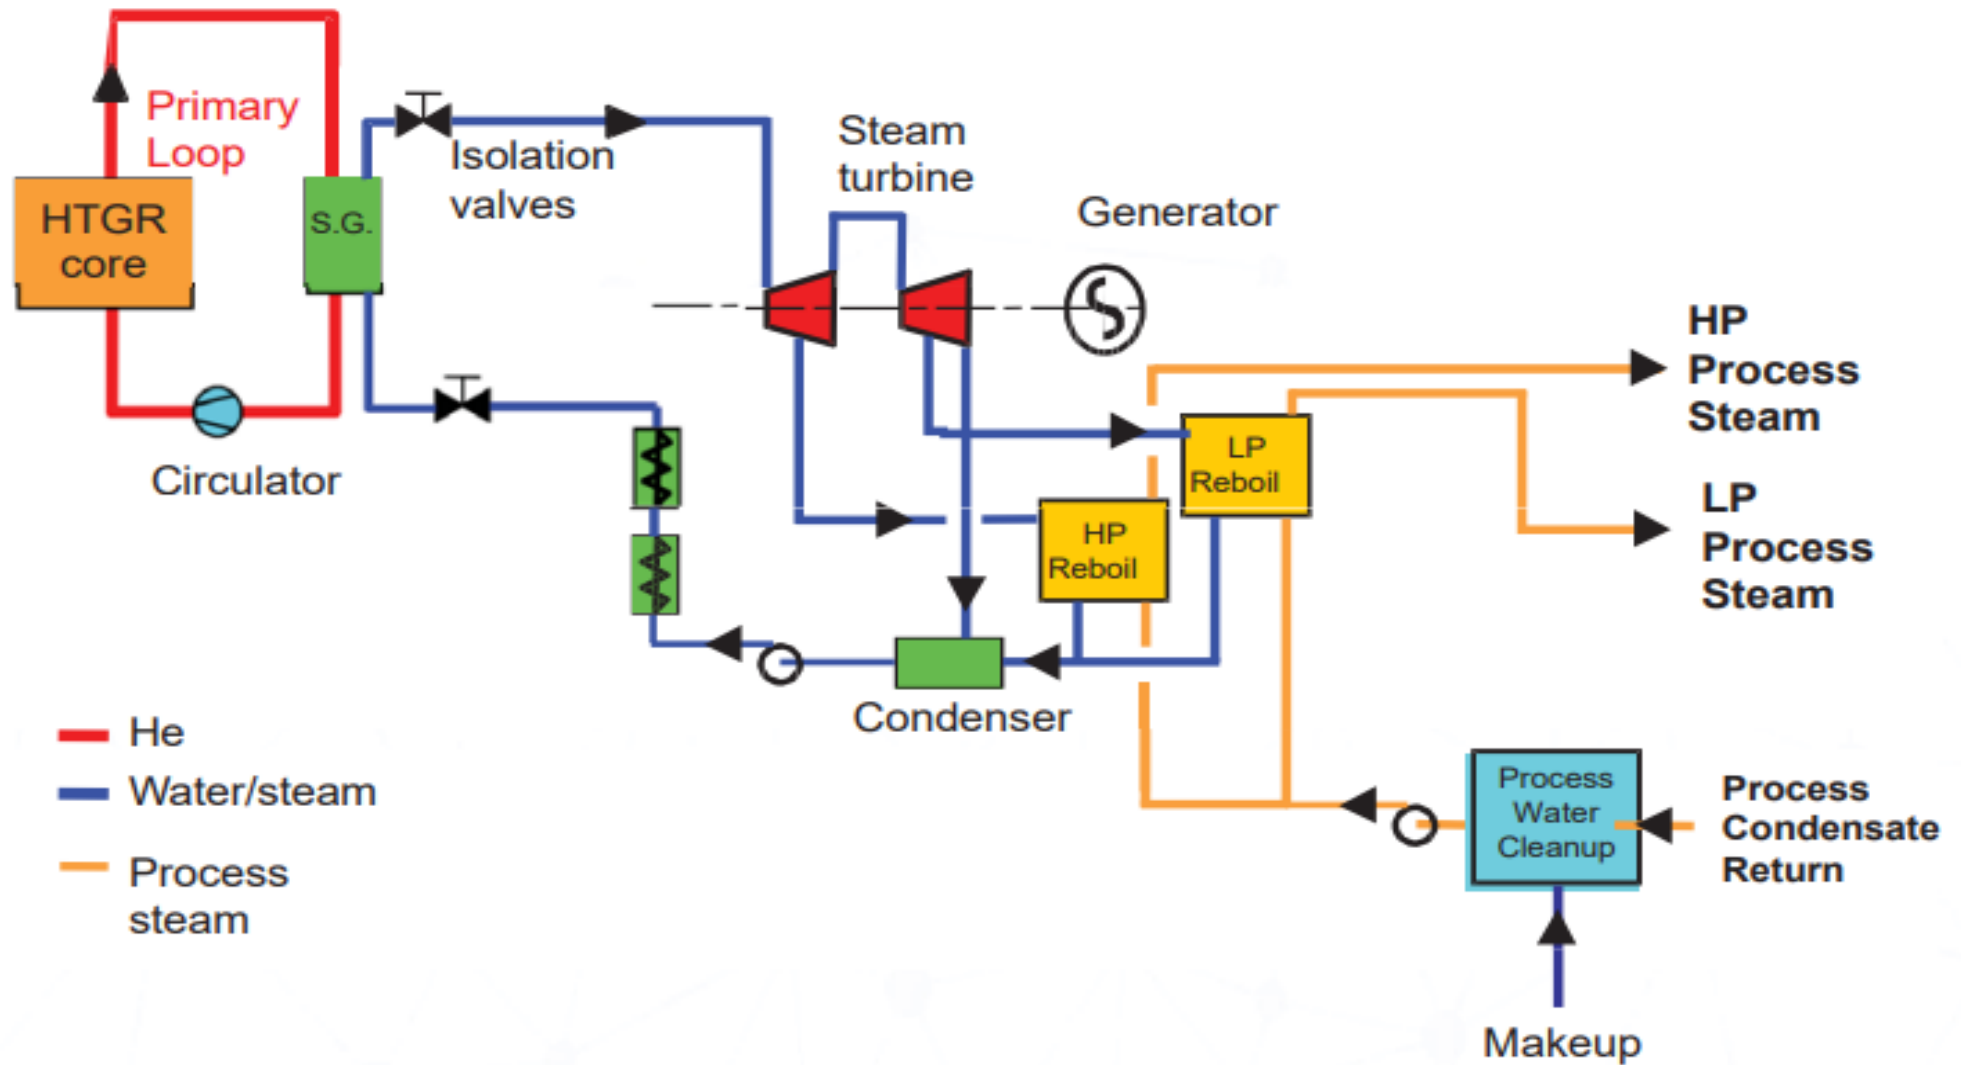 Primary
Loop
HTGR
core
S.G.
Isolation
valves
Steam
turbine
Generator
Circulator
HP
Process
Steam
LP
Reboil
HP
Reboil
LP
Process
Steam
Condenser
He
Water/steam
Process
steam
Process
Water
Cleanup
Process
Condensate
Return
Makeup